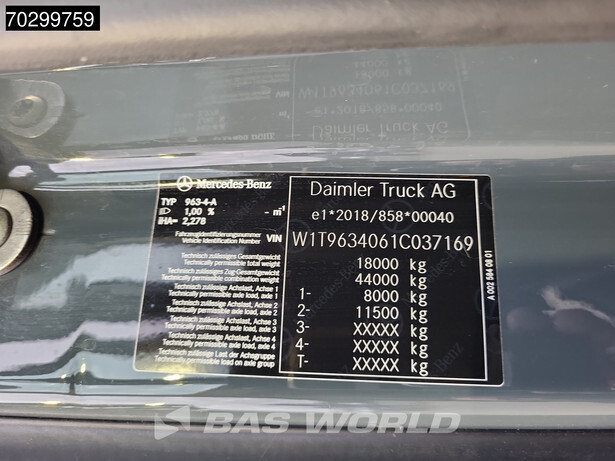 70299759
Mercedes-Benz
TYP 963-4-A
1,00 % - m⁻¹
iHA= 2,278
Fahrzeugidentifizierungsnummer
Vehicle Identification Number VIN
Technisch zulässiges Gesamtgewicht
Technically permissible total weight
Technisch zulässiges Zug-Gesamtgewicht
Technically permissible combination weight
Technisch zulässige Achslast, Achse 1
Technically permissible axle load, axle 1
Technisch zulässige Achslast, Achse 2
Technically permissible axle load, axle 2
Technisch zulässige Achslast, Achse 3
Technically permissible axle load, axle 3
Technisch zulässige Achslast, Achse 4
Technically permissible axle load, axle 4
Technisch zulässige Last der Achsgruppe
Technically permissible load on axle group
Daimler Truck AG
e1*2018/858*00040
W1T9634061C037169
18000 kg
44000 kg
1- 8000 kg
2- 11500 kg
3- XXXXX kg
4- XXXXX kg
T- XXXXX kg
A 002 584 08 01
BAS WORLD